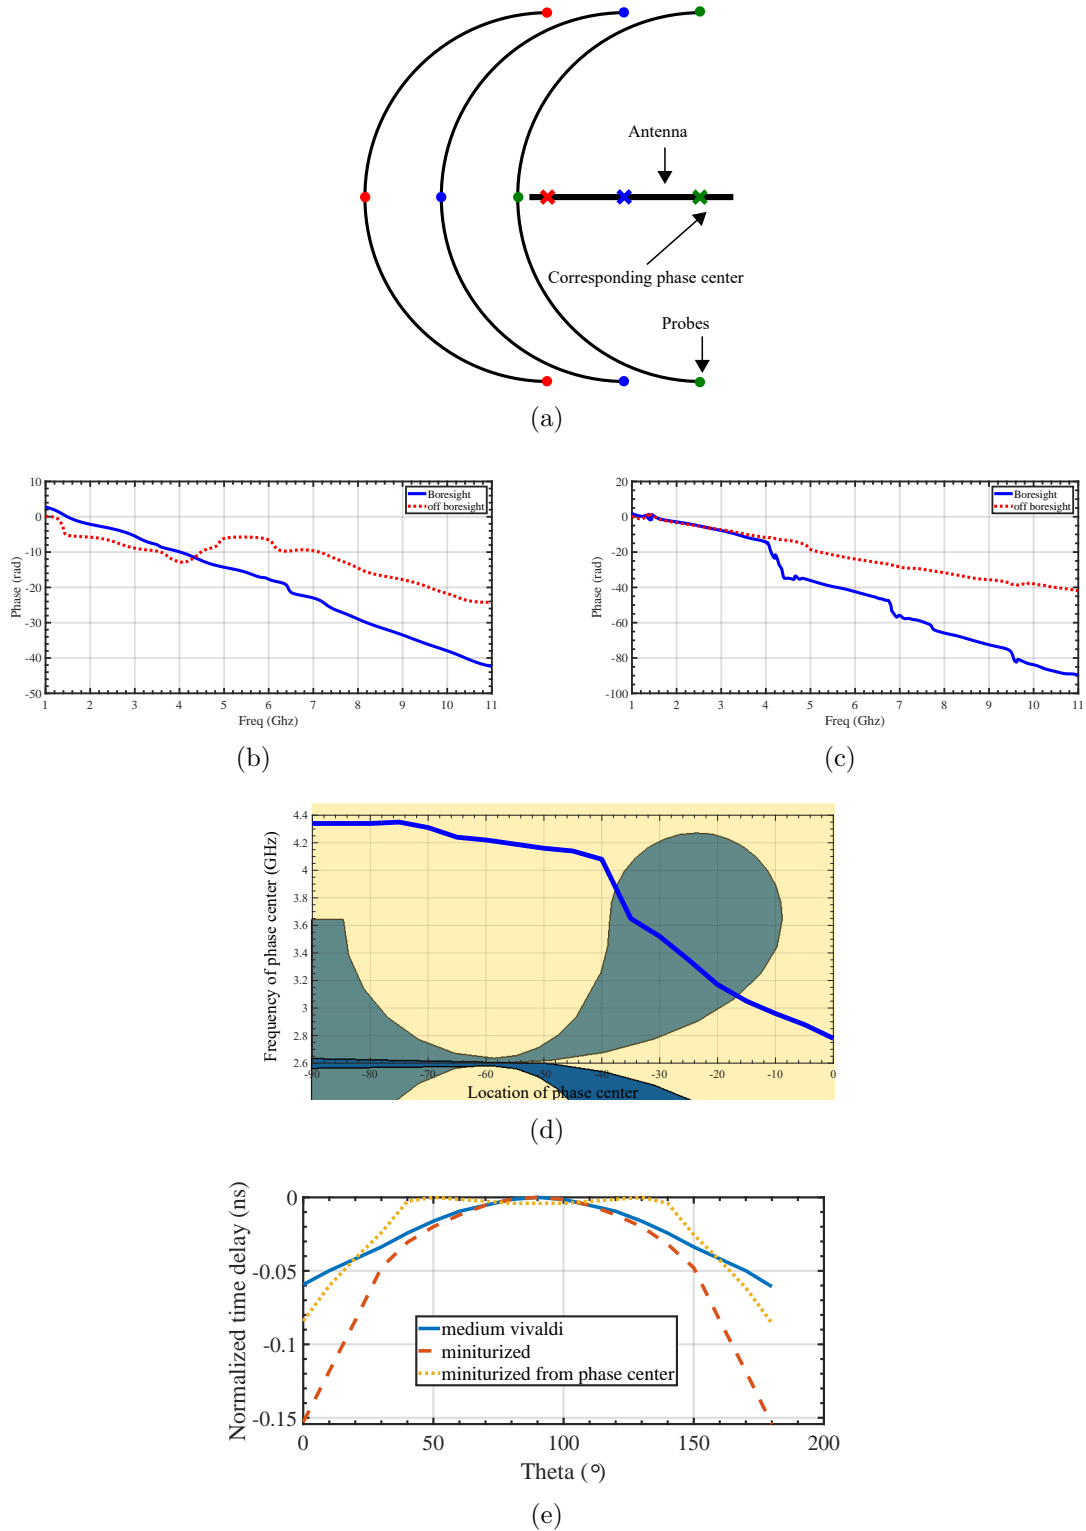 Antenna
Corresponding phase center
Probes
(a)
10
0
-10
-20
-30
-40
-50
Phase (rad)
Boresight
off boresight
1 2 3 4 5 6 7 8 9 10 11
Freq (Ghz)
(b)
20
0
-20
-40
-60
-80
-100
Phase (rad)
Boresight
off boresight
1 2 3 4 5 6 7 8 9 10 11
Freq (Ghz)
(c)
4.4
4.2
4
3.8
3.6
3.4
3.2
3
2.8
2.6
Frequency of phase center (GHz)
-90 -80 -70 -60 -50 -40 -30 -20 -10 0
Location of phase center
(d)
0
-0.05
-0.1
-0.15
Normalized time delay (ns)
medium vivaldi
miniturized
miniturized from phase center
0 50 100 150 200
Theta (°)
(e)